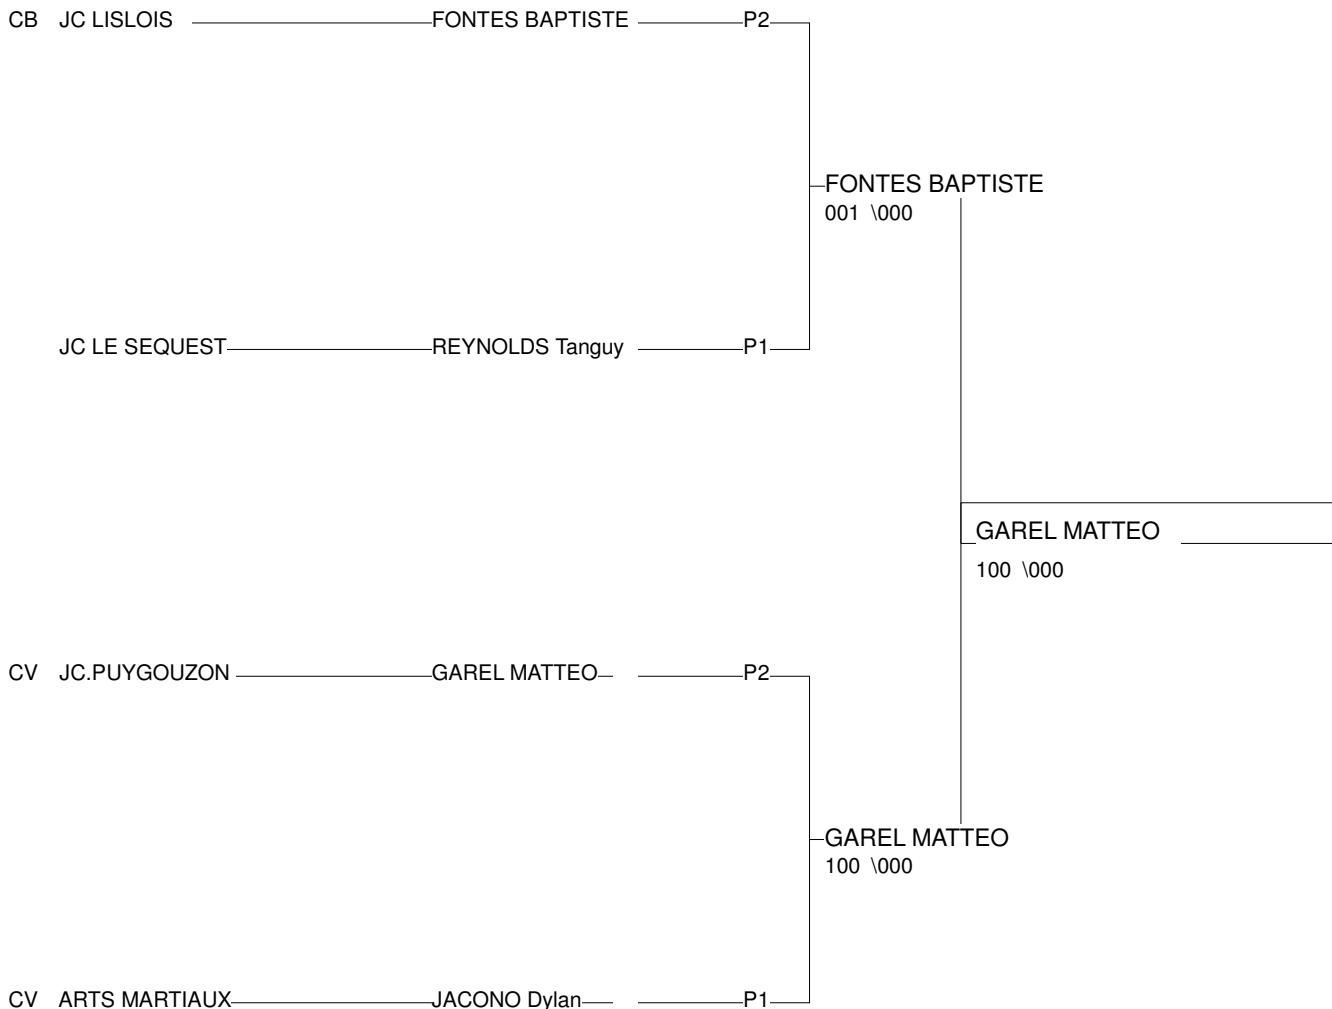 CB JC LISLOIS FONTES BAPTISTE P2
FONTES BAPTISTE
001 \000
JC LE SEQUEST REYNOLDS Tanguy P1
GAREL MATTEO
100 \000
CV JC.PUYGOUZON GAREL MATTEO P2
GAREL MATTEO
100 \000
CV ARTS MARTIAUX JACONO Dylan P1